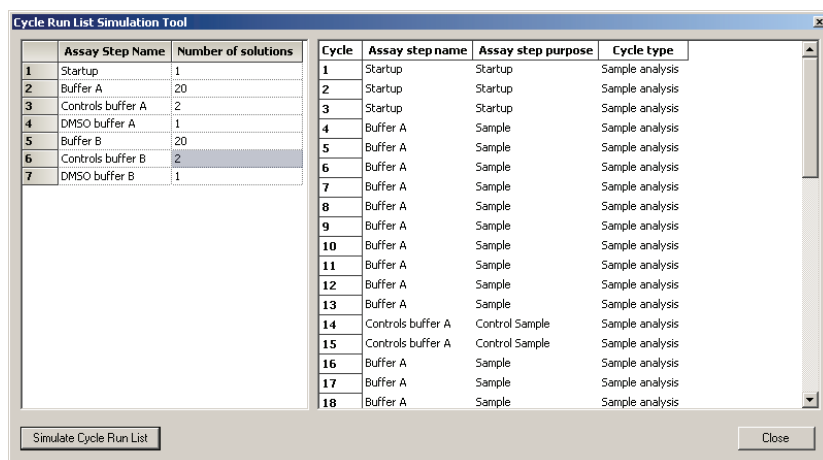 Cycle Run List Simulation Tool
Assay Step Name Number of solutions
1 Startup 1
2 Buffer A 20
3 Controls buffer A 2
4 DMSO buffer A 1
5 Buffer B 20
6 Controls buffer B 2
7 DMSO buffer B 1
Cycle Assay step name Assay step purpose Cycle type
1 Startup Startup Sample analysis
2 Startup Startup Sample analysis
3 Startup Startup Sample analysis
4 Buffer A Sample Sample analysis
5 Buffer A Sample Sample analysis
6 Buffer A Sample Sample analysis
7 Buffer A Sample Sample analysis
8 Buffer A Sample Sample analysis
9 Buffer A Sample Sample analysis
10 Buffer A Sample Sample analysis
11 Buffer A Sample Sample analysis
12 Buffer A Sample Sample analysis
13 Buffer A Sample Sample analysis
14 Controls buffer A Control Sample Sample analysis
15 Controls buffer A Control Sample Sample analysis
16 Buffer A Sample Sample analysis
17 Buffer A Sample Sample analysis
18 Buffer A Sample Sample analysis
Simulate Cycle Run List Close